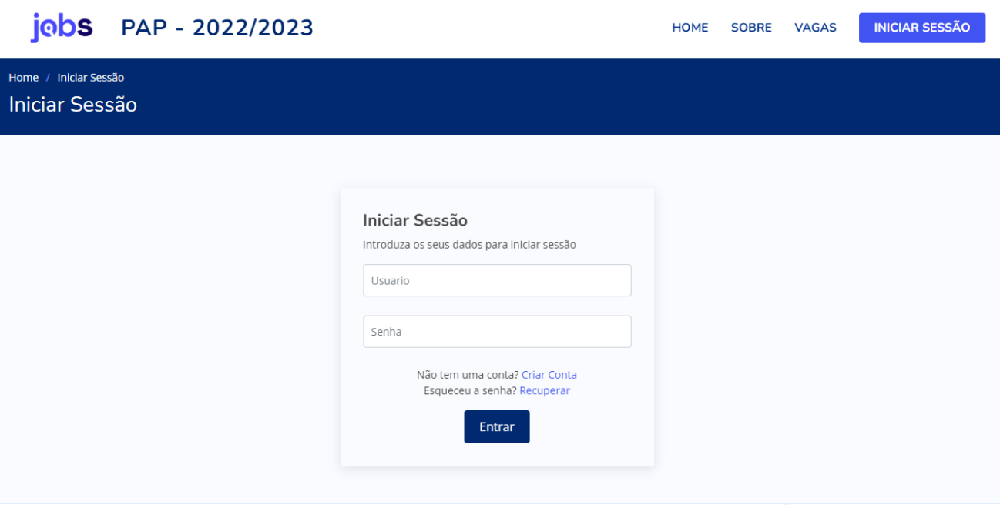 jobs PAP - 2022/2023 HOME SOBRE VAGAS INICIAR SESSÃO
Home / Iniciar Sessão
Iniciar Sessão
Iniciar Sessão
Introduza os seus dados para iniciar sessão
Usuario
Senha
Não tem uma conta? Criar Conta
Esqueceu a senha? Recuperar
Entrar